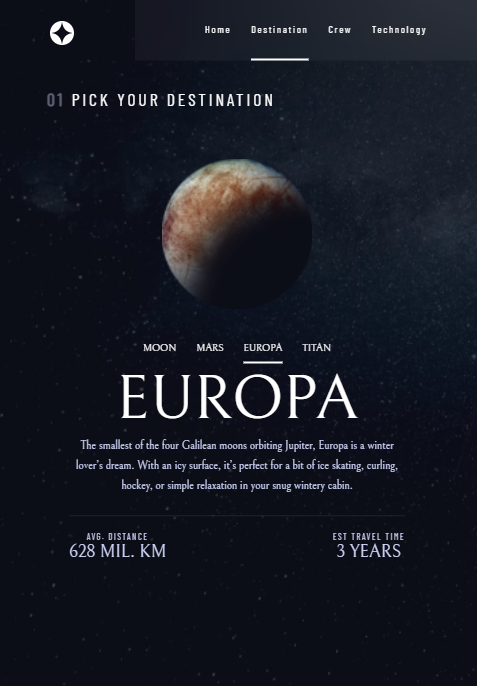 Home Destination Crew Technology
01 PICK YOUR DESTINATION
MOON MARS EUROPA TITAN
EUROPA
The smallest of the four Galilean moons orbiting Jupiter, Europa is a winter
lover's dream. With an icy surface, it's perfect for a bit of ice skating, curling,
hockey, or simple relaxation in your snug wintery cabin.
AVG. DISTANCE EST TRAVEL TIME
628 MIL. KM 3 YEARS